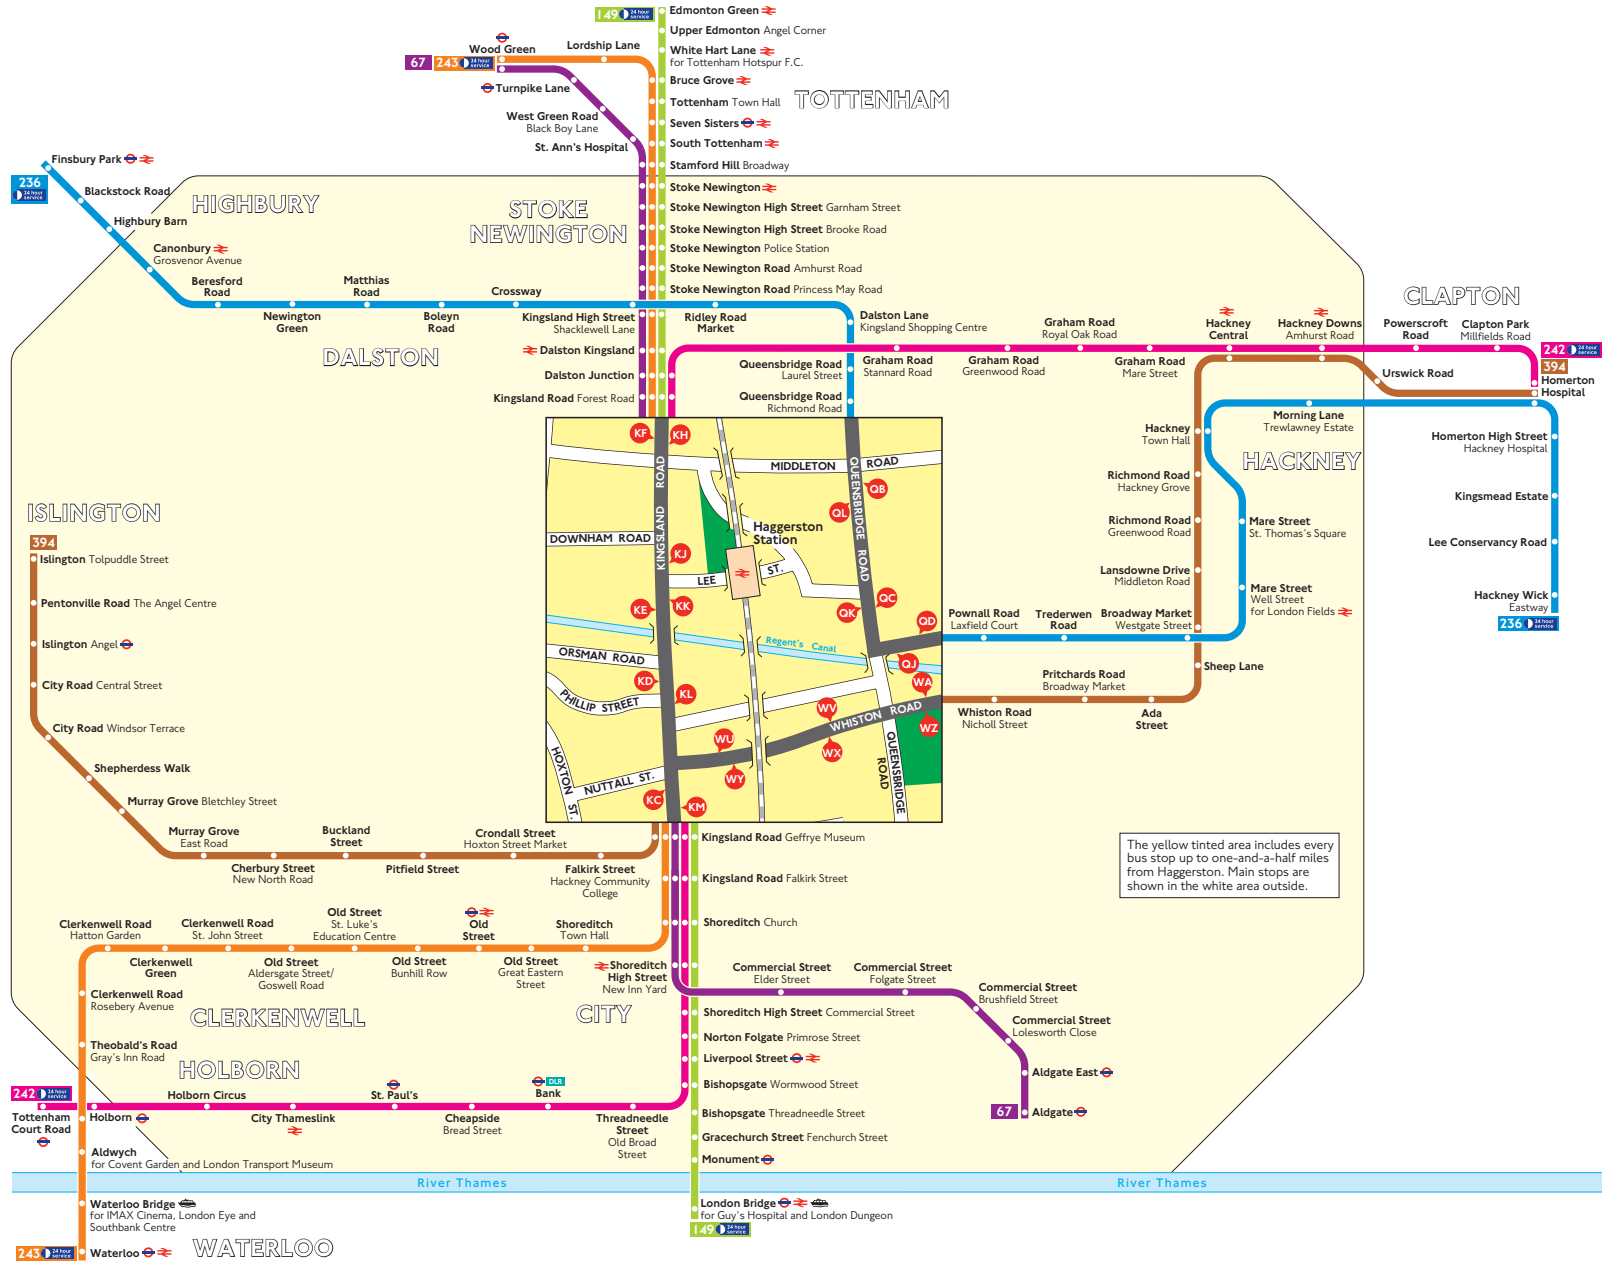 149 24 hour service
Edmonton Green
Upper Edmonton Angel Corner
White Hart Lane
for Tottenham Hotspur F.C.
Bruce Grove
Tottenham Town Hall
Seven Sisters
South Tottenham
Stamford Hill Broadway
Stoke Newington
Stoke Newington High Street Garnham Street
Stoke Newington High Street Brooke Road
Stoke Newington Police Station
Stoke Newington Road Amhurst Road
Stoke Newington Road Princess May Road
TOTTENHAM
Wood Green
Lordship Lane
67
243 24 hour service
Turnpike Lane
West Green Road
Black Boy Lane
St. Ann's Hospital
Finsbury Park
236
24 hour service
Blackstock Road
Highbury Barn
Canonbury
Grosvenor Avenue
HIGHBURY
STOKE
NEWINGTON
Beresford
Road
Newington
Green
Matthias
Road
Boleyn
Road
Crossway
Kingsland High Street
Shacklewell Lane
Ridley Road
Market
Dalston Lane
Kingsland Shopping Centre
DALSTON
Dalston Kingsland
Dalston Junction
Kingsland Road Forest Road
Queensbridge Road
Laurel Street
Queensbridge Road
Richmond Road
Graham Road
Stannard Road
Graham Road
Greenwood Road
Graham Road
Royal Oak Road
Graham Road
Mare Street
Hackney
Central
Hackney Downs
Amhurst Road
CLAPTON
Powerscroft
Road
Clapton Park
Millfields Road
242 24 hour service
394
Homerton
Hospital
Urswick Road
Morning Lane
Trewlawney Estate
Hackney
Town Hall
HACKNEY
Homerton High Street
Hackney Hospital
Richmond Road
Hackney Grove
Kingsmead Estate
Richmond Road
Greenwood Road
Mare Street
St. Thomas's Square
Lee Conservancy Road
Lansdowne Drive
Middleton Road
Mare Street
Well Street
for London Fields
Hackney Wick
Eastway
236 24 hour service
Pownall Road
Laxfield Court
Trederwen
Road
Broadway Market
Westgate Street
Sheep Lane
Pritchards Road
Broadway Market
Whiston Road
Nicholl Street
Ada
Street
KF
KH
KINGSLAND ROAD
MIDDLETON ROAD
QUEENSBRIDGE ROAD
QB
QL
Haggerston
Station
DOWNHAM ROAD
KJ
LEE ST.
KE
KK
QK
QC
QD
Regent's Canal
ORSMAN ROAD
QJ
KD
KL
WA
PHILLIP STREET
WV
WHISTON ROAD
WZ
WU
WX
QUEENSBRIDGE
ROAD
HOXTON ST.
NUTTALL ST.
WY
KC
KM
ISLINGTON
394
Islington Tolpuddle Street
Pentonville Road The Angel Centre
Islington Angel
City Road Central Street
City Road Windsor Terrace
Shepherdess Walk
Murray Grove Bletchley Street
Murray Grove
East Road
Cherbury Street
New North Road
Buckland
Street
Pitfield Street
Crondall Street
Hoxton Street Market
Falkirk Street
Hackney Community
College
Kingsland Road Geffrye Museum
Kingsland Road Falkirk Street
Shoreditch Church
The yellow tinted area includes every
bus stop up to one-and-a-half miles
from Haggerston. Main stops are
shown in the white area outside.
Clerkenwell Road
Hatton Garden
Clerkenwell
Green
Clerkenwell Road
St. John Street
Old Street
Aldersgate Street/
Goswell Road
Old Street
St. Luke's
Education Centre
Old Street
Bunhill Row
Old
Street
Old Street
Great Eastern
Street
Shoreditch
Town Hall
Shoreditch
High Street
New Inn Yard
Commercial Street
Elder Street
Commercial Street
Folgate Street
Commercial Street
Brushfield Street
Commercial Street
Lolesworth Close
Aldgate East
67
Aldgate
Clerkenwell Road
Rosebery Avenue
CLERKENWELL
CITY
Shoreditch High Street Commercial Street
Norton Folgate Primrose Street
Liverpool Street
Bishopsgate Wormwood Street
Bishopsgate Threadneedle Street
Gracechurch Street Fenchurch Street
Monument
Theobald's Road
Gray's Inn Road
HOLBORN
242 24 hour service
Tottenham
Court Road
Holborn
Holborn Circus
City Thameslink
St. Paul's
Cheapside
Bread Street
DLR
Bank
Threadneedle
Street
Old Broad
Street
Aldwych
for Covent Garden and London Transport Museum
River Thames
River Thames
Waterloo Bridge
for IMAX Cinema, London Eye and
Southbank Centre
London Bridge
for Guy's Hospital and London Dungeon
149 24 hour service
243 24 hour service
Waterloo
WATERLOO